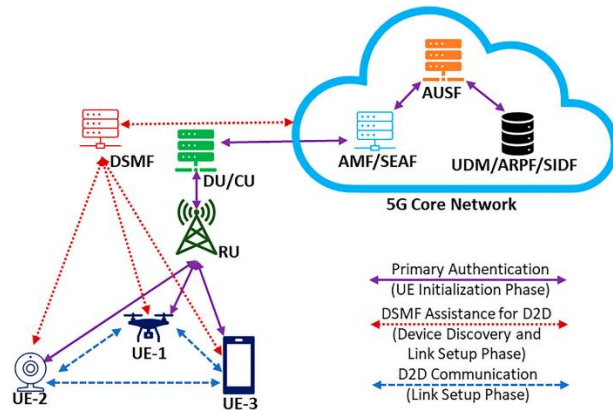 AUSF
DSMF
AMF/SEAF
UDM/ARPF/SIDF
DU/CU
5G Core Network
RU
Primary Authentication
(UE Initialization Phase)
DSMF Assistance for D2D
(Device Discovery and
Link Setup Phase)
UE-1
D2D Communication
(Link Setup Phase)
UE-2
UE-3